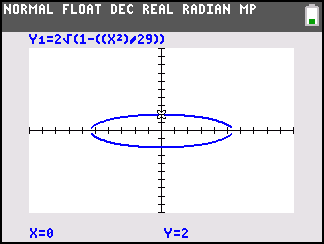 NORMAL FLOAT DEC REAL RADIAN MP
Y₁=2√(1-((X²)/29))
X=0 Y=2